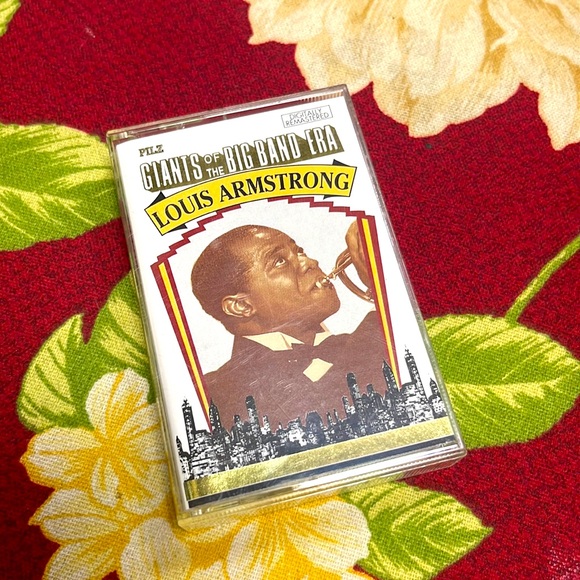 DIGITALLY
REMASTERED
PILZ
GIANTS OF THE BIG BAND ERA
LOUIS ARMSTRONG